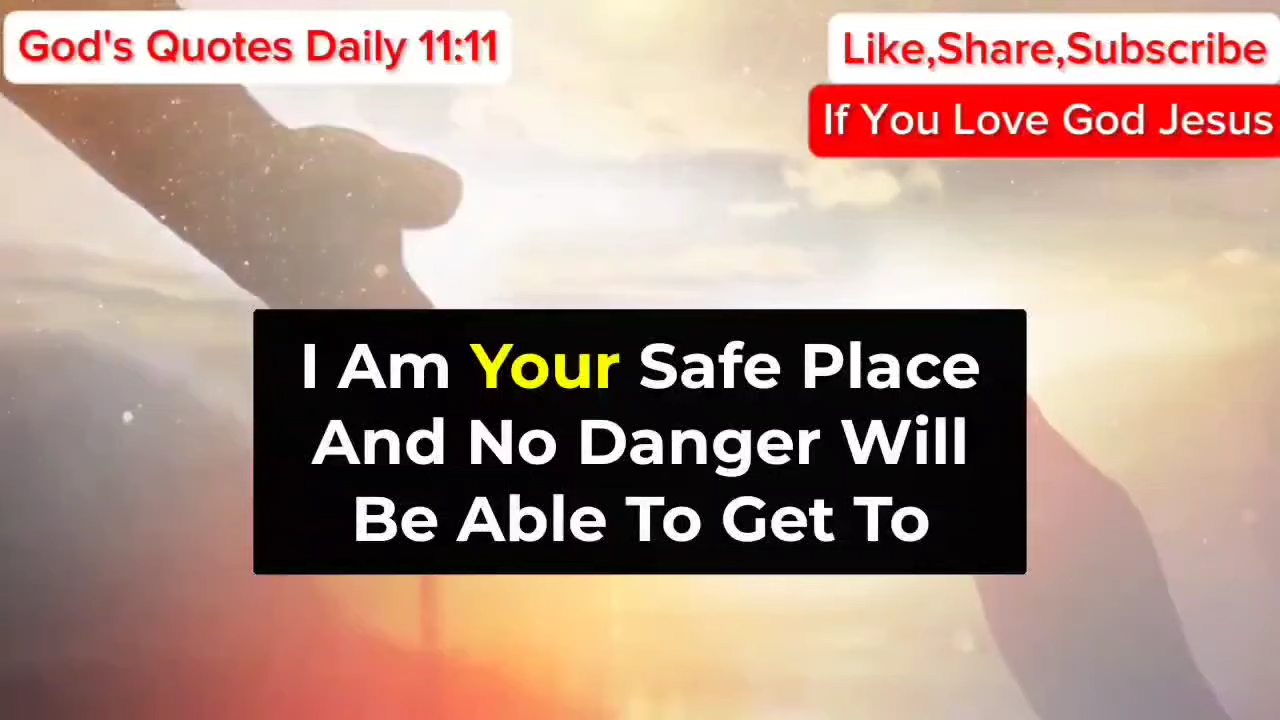 God's Quotes Daily 11:11
Like,Share,Subscribe
If You Love God Jesus
I Am Your Safe Place
And No Danger Will
Be Able To Get To